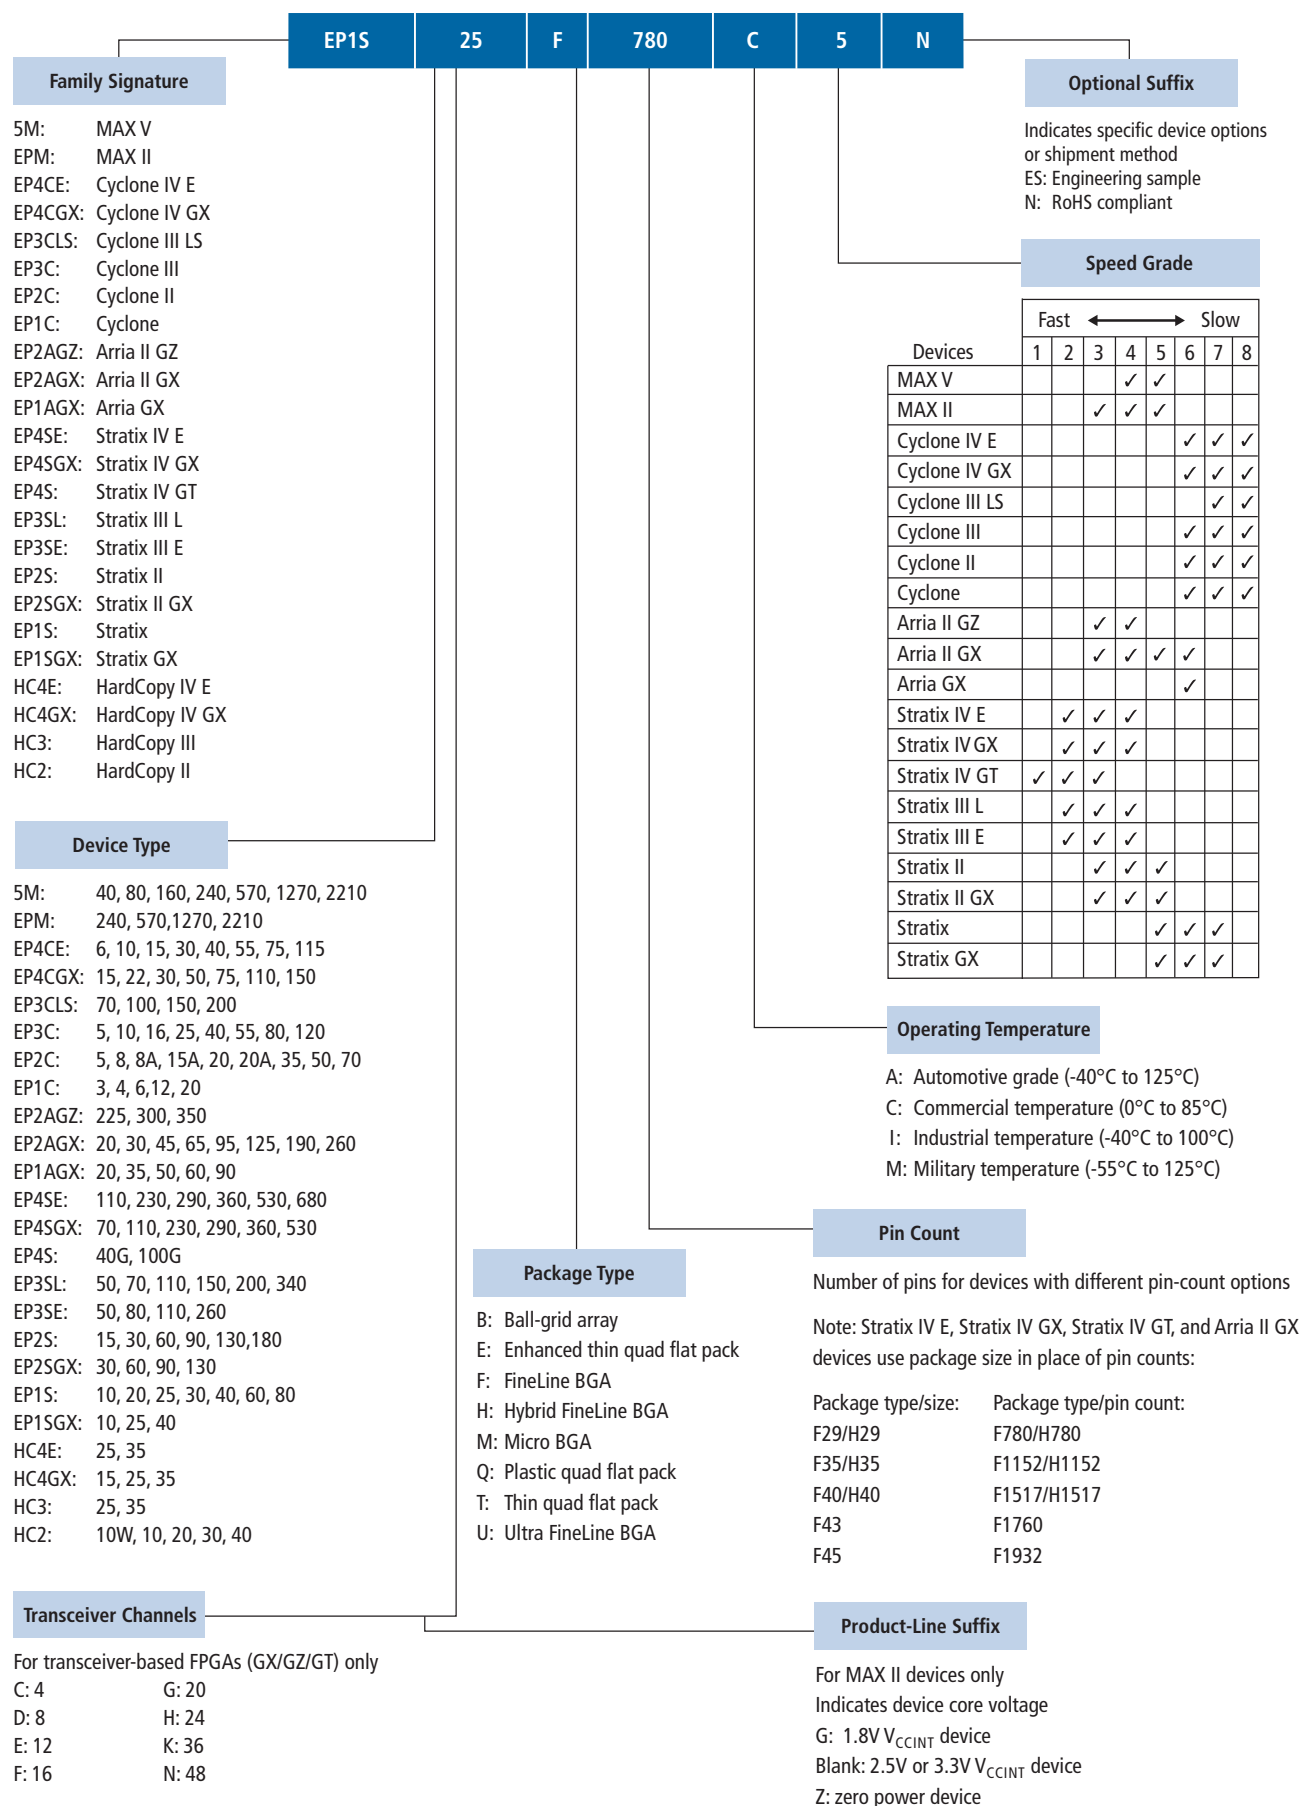 EP1S 25 F 780 C 5 N
Family Signature
5M: MAX V
EPM: MAX II
EP4CE: Cyclone IV E
EP4CGX: Cyclone IV GX
EP3CLS: Cyclone III LS
EP3C: Cyclone III
EP2C: Cyclone II
EP1C: Cyclone
EP2AGZ: Arria II GZ
EP2AGX: Arria II GX
EP1AGX: Arria GX
EP4SE: Stratix IV E
EP4SGX: Stratix IV GX
EP4S: Stratix IV GT
EP3SL: Stratix III L
EP3SE: Stratix III E
EP2S: Stratix II
EP2SGX: Stratix II GX
EP1S: Stratix
EP1SGX: Stratix GX
HC4E: HardCopy IV E
HC4GX: HardCopy IV GX
HC3: HardCopy III
HC2: HardCopy II
Device Type
5M: 40, 80, 160, 240, 570, 1270, 2210
EPM: 240, 570,1270, 2210
EP4CE: 6, 10, 15, 30, 40, 55, 75, 115
EP4CGX: 15, 22, 30, 50, 75, 110, 150
EP3CLS: 70, 100, 150, 200
EP3C: 5, 10, 16, 25, 40, 55, 80, 120
EP2C: 5, 8, 8A, 15A, 20, 20A, 35, 50, 70
EP1C: 3, 4, 6,12, 20
EP2AGZ: 225, 300, 350
EP2AGX: 20, 30, 45, 65, 95, 125, 190, 260
EP1AGX: 20, 35, 50, 60, 90
EP4SE: 110, 230, 290, 360, 530, 680
EP4SGX: 70, 110, 230, 290, 360, 530
EP4S: 40G, 100G
EP3SL: 50, 70, 110, 150, 200, 340
EP3SE: 50, 80, 110, 260
EP2S: 15, 30, 60, 90, 130,180
EP2SGX: 30, 60, 90, 130
EP1S: 10, 20, 25, 30, 40, 60, 80
EP1SGX: 10, 25, 40
HC4E: 25, 35
HC4GX: 15, 25, 35
HC3: 25, 35
HC2: 10W, 10, 20, 30, 40
Transceiver Channels
For transceiver-based FPGAs (GX/GZ/GT) only
C: 4 G: 20
D: 8 H: 24
E: 12 K: 36
F: 16 N: 48
Package Type
B: Ball-grid array
E: Enhanced thin quad flat pack
F: FineLine BGA
H: Hybrid FineLine BGA
M: Micro BGA
Q: Plastic quad flat pack
T: Thin quad flat pack
U: Ultra FineLine BGA
Optional Suffix
Indicates specific device options
or shipment method
ES: Engineering sample
N: RoHS compliant
Speed Grade
Fast Slow
Devices 1 2 3 4 5 6 7 8
MAX V ✓ ✓
MAX II ✓ ✓ ✓
Cyclone IV E ✓ ✓ ✓
Cyclone IV GX ✓ ✓ ✓
Cyclone III LS ✓ ✓
Cyclone III ✓ ✓ ✓
Cyclone II ✓ ✓ ✓
Cyclone ✓ ✓ ✓
Arria II GZ ✓ ✓
Arria II GX ✓ ✓ ✓ ✓
Arria GX ✓
Stratix IV E ✓ ✓ ✓
Stratix IV GX ✓ ✓ ✓
Stratix IV GT ✓ ✓ ✓
Stratix III L ✓ ✓ ✓
Stratix III E ✓ ✓ ✓
Stratix II ✓ ✓ ✓
Stratix II GX ✓ ✓ ✓
Stratix ✓ ✓ ✓
Stratix GX ✓ ✓ ✓
Operating Temperature
A: Automotive grade (-40°C to 125°C)
C: Commercial temperature (0°C to 85°C)
I: Industrial temperature (-40°C to 100°C)
M: Military temperature (-55°C to 125°C)
Pin Count
Number of pins for devices with different pin-count options
Note: Stratix IV E, Stratix IV GX, Stratix IV GT, and Arria II GX
devices use package size in place of pin counts:
Package type/size: Package type/pin count:
F29/H29 F780/H780
F35/H35 F1152/H1152
F40/H40 F1517/H1517
F43 F1760
F45 F1932
Product-Line Suffix
For MAX II devices only
Indicates device core voltage
G: 1.8V VCCINT device
Blank: 2.5V or 3.3V VCCINT device
Z: zero power device